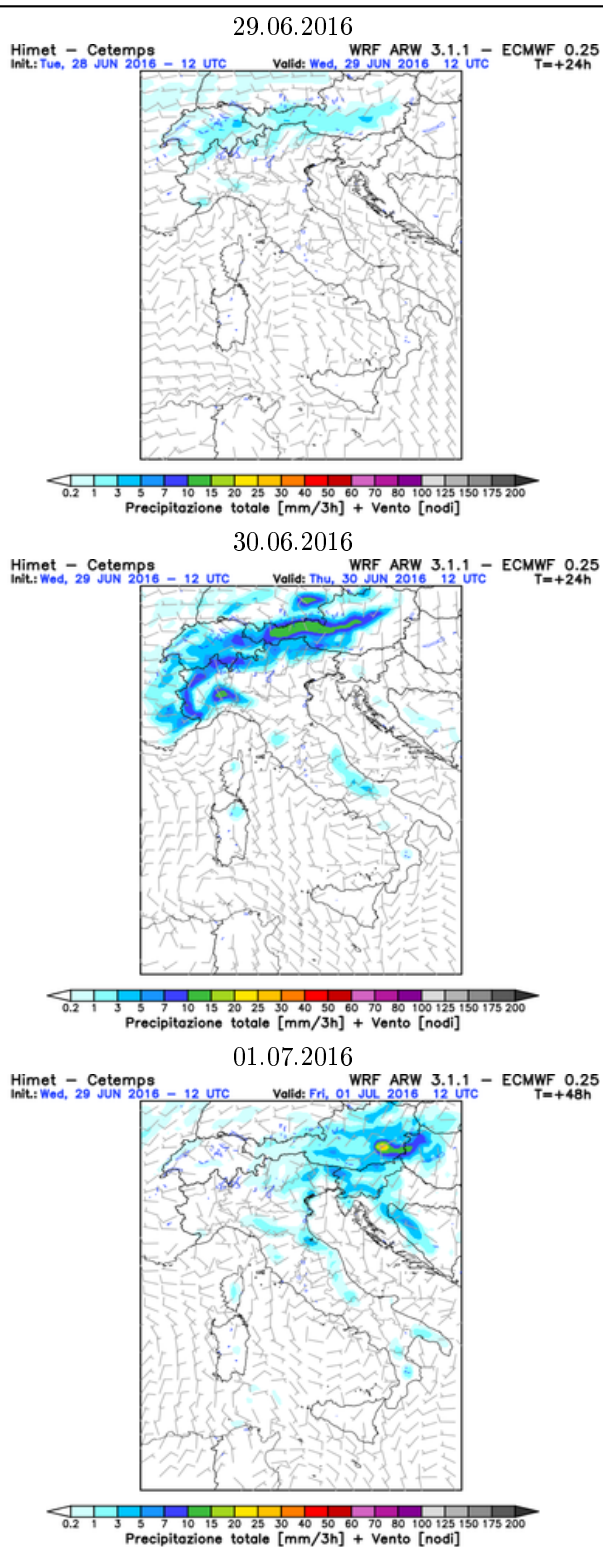 29.06.2016
Himet – Cetemps WRF ARW 3.1.1 – ECMWF 0.25
Init.: Tue, 28 JUN 2016 – 12 UTC Valid: Wed, 29 JUN 2016 12 UTC T=+24h
0.2 1 3 5 7 10 15 20 25 30 40 50 60 70 80 100 125 150 175 200
Precipitazione totale [mm/3h] + Vento [nodi]
30.06.2016
Himet – Cetemps WRF ARW 3.1.1 – ECMWF 0.25
Init.: Wed, 29 JUN 2016 – 12 UTC Valid: Thu, 30 JUN 2016 12 UTC T=+24h
0.2 1 3 5 7 10 15 20 25 30 40 50 60 70 80 100 125 150 175 200
Precipitazione totale [mm/3h] + Vento [nodi]
01.07.2016
Himet – Cetemps WRF ARW 3.1.1 – ECMWF 0.25
Init.: Wed, 29 JUN 2016 – 12 UTC Valid: Fri, 01 JUL 2016 12 UTC T=+48h
0.2 1 3 5 7 10 15 20 25 30 40 50 60 70 80 100 125 150 175 200
Precipitazione totale [mm/3h] + Vento [nodi]